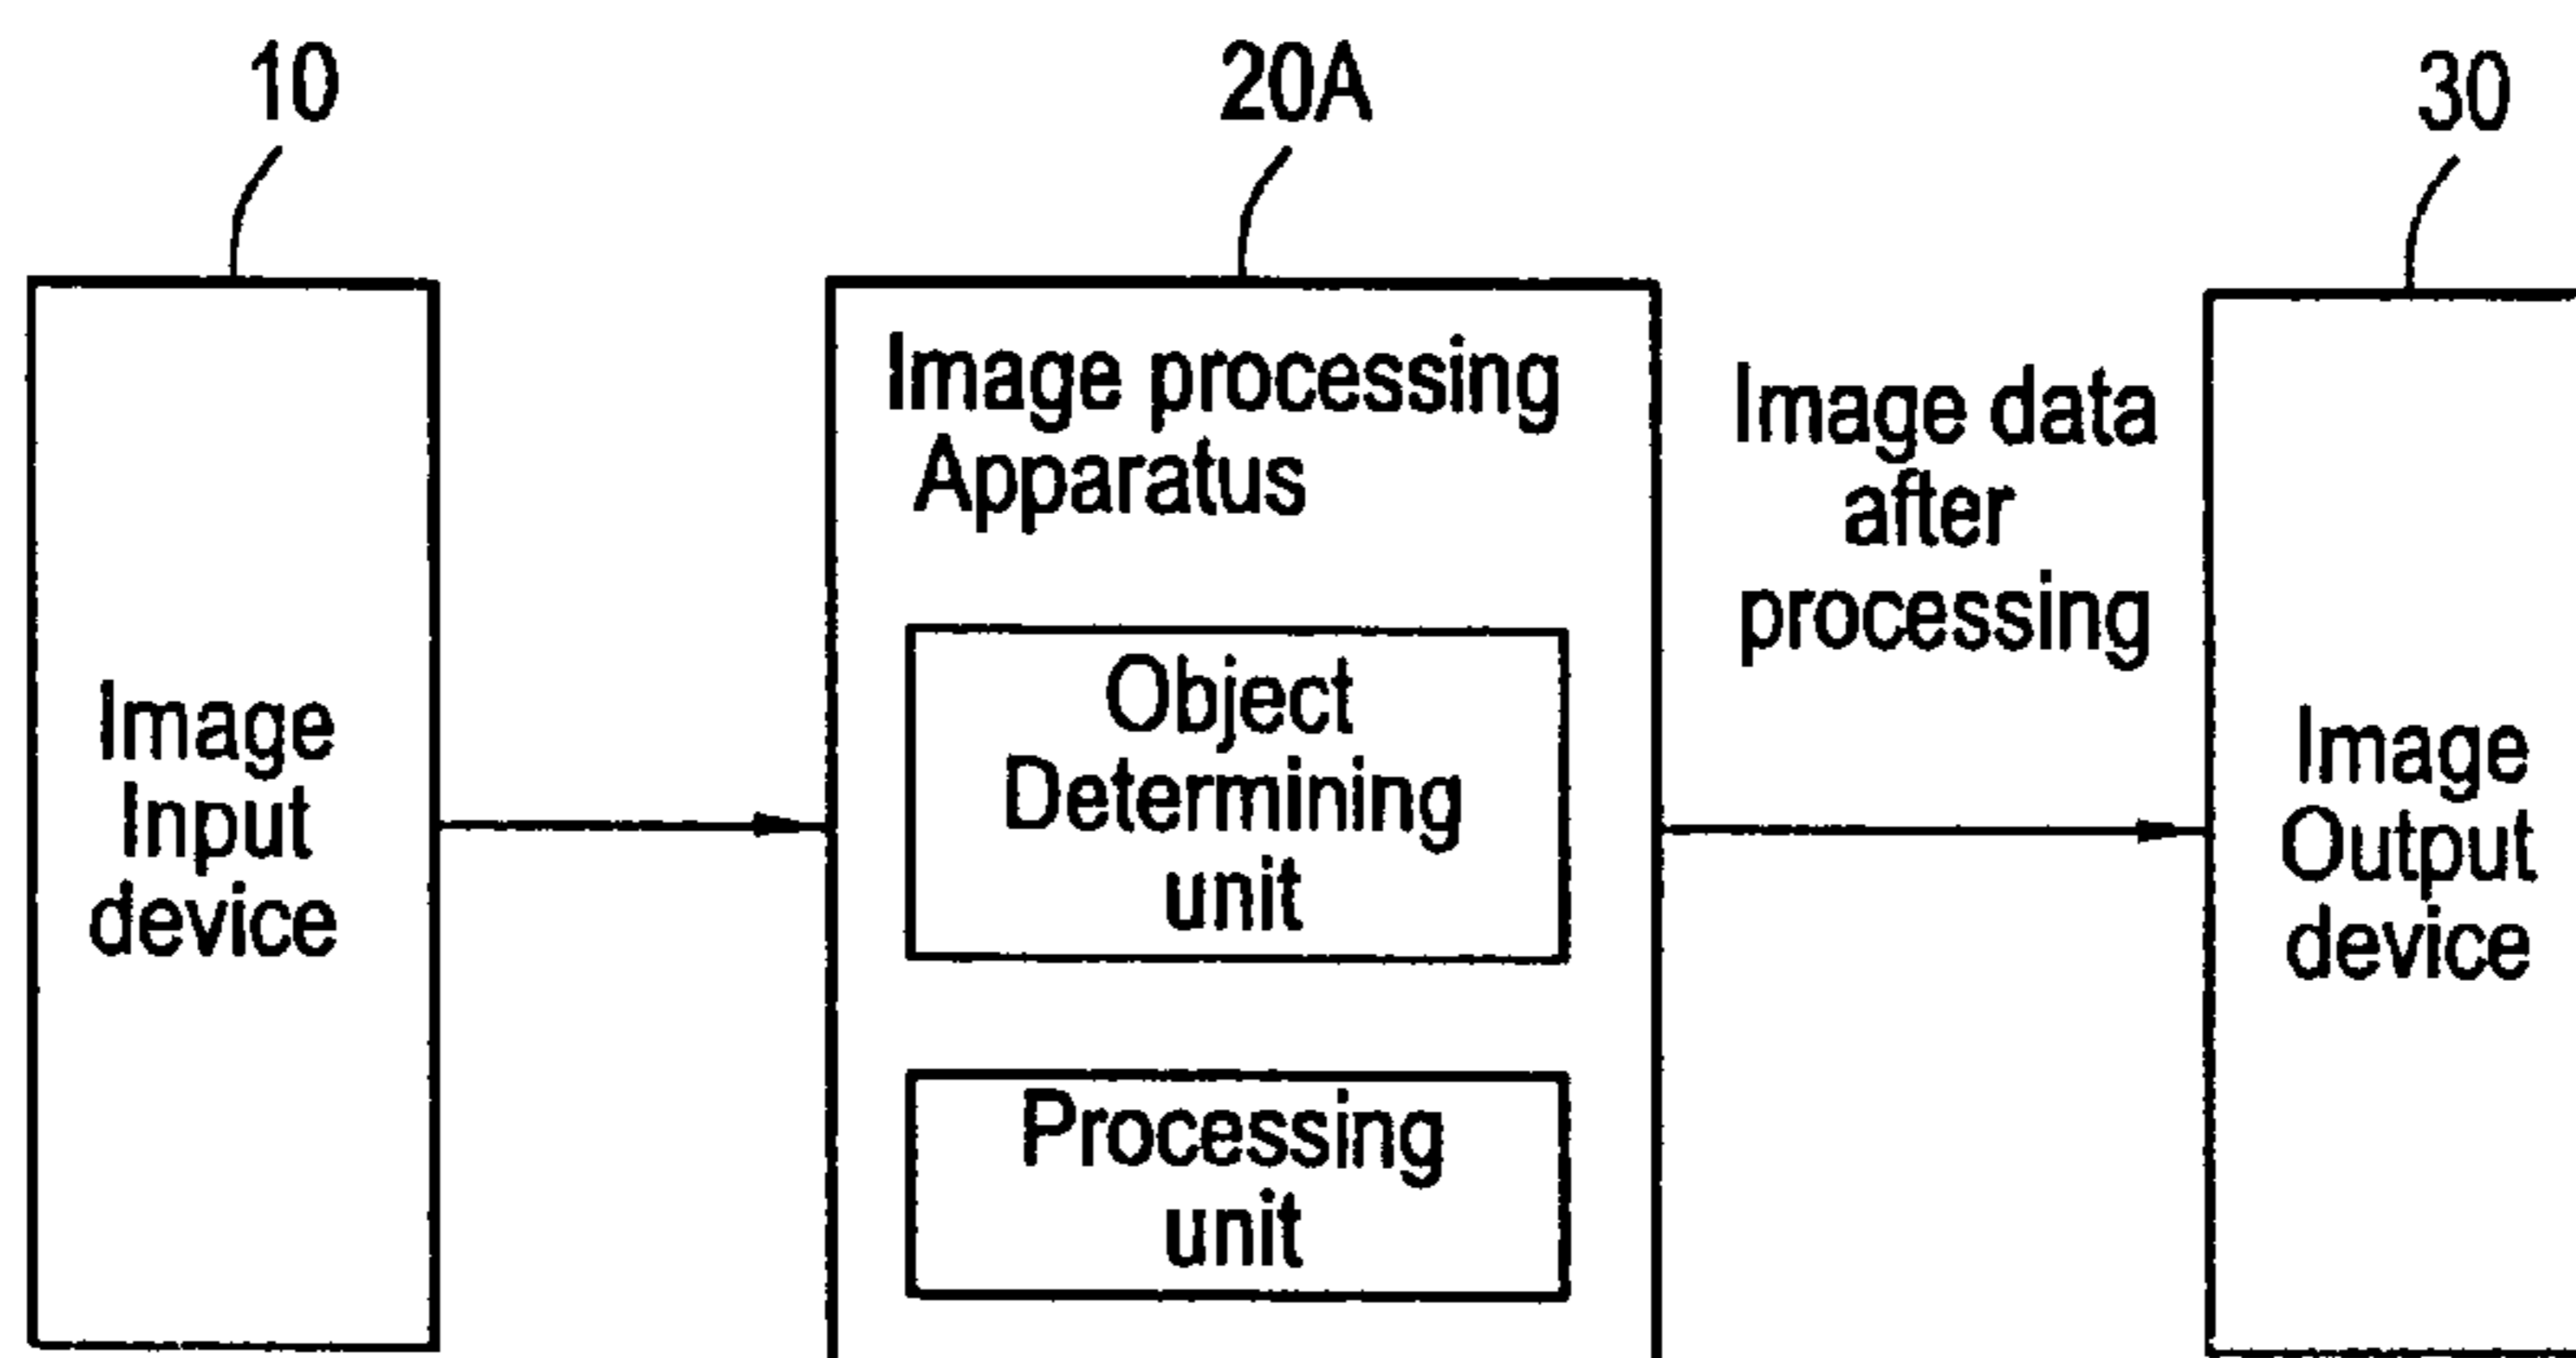 10
20A
30
Image
Input
device
Image processing
Apparatus
Object
Determining
unit
Processing
unit
Image data
after
processing
Image
Output
device